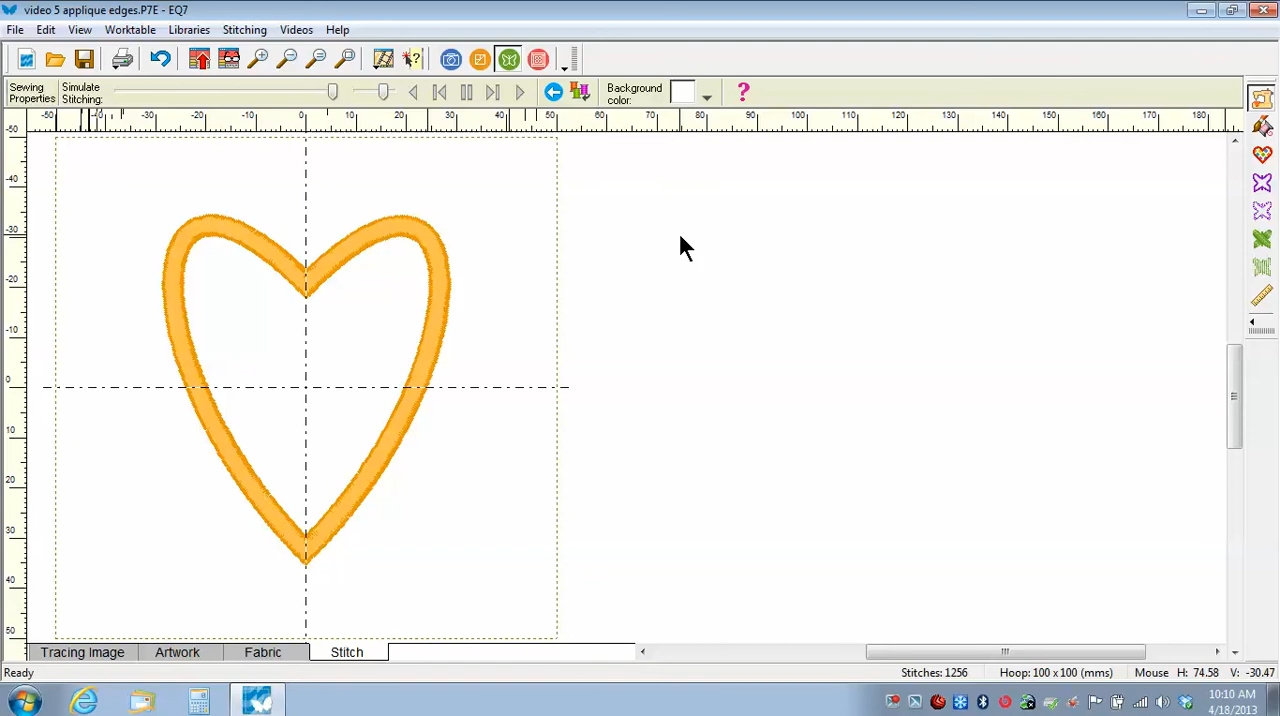 video 5 applique edges.P7E - EQ7
File Edit View Worktable Libraries Stitching Videos Help
Sewing Properties
Simulate Stitching:
Background color:
-50 -50 -40 -30 -20 -10 0 10 20 30 40 50 60 70 80 90 100 110 120 130 140 150 160 170 180
-40
-30
-20
-10
0
10
20
30
40
50
Tracing Image Artwork Fabric Stitch
Ready Stitches: 1256 Hoop: 100 x 100 (mms) Mouse H: 74.58 V: -30.47
10:10 AM
4/18/2013